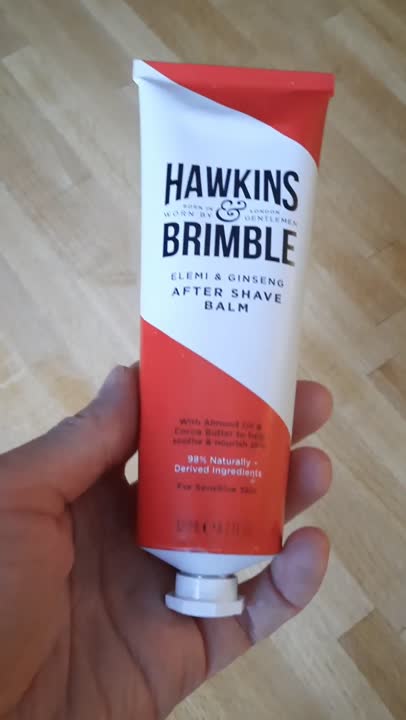 HAWKINS
BORN IN & LONDON
WORN BY GENTLEMEN
BRIMBLE
ELEMI & GINSENG
AFTER SHAVE
BALM
With Almond Oil &
Cocoa Butter to help
soothe & nourish skin
98% Naturally -
Derived Ingredients
For Sensitive Skin